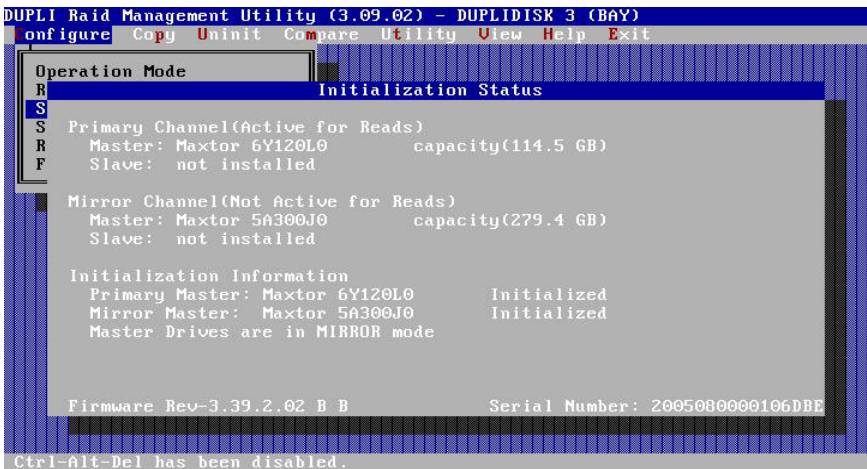 DUPLI Raid Management Utility (3.09.02) - DUPLIDISK 3 (BAY)
Configure Copy Uninit Compare Utility View Help Exit
Operation Mode
R
Initialization Status
S
S Primary Channel(Active for Reads)
R Master: Maxtor 6Y120L0 capacity(114.5 GB)
F Slave: not installed
Mirror Channel(Not Active for Reads)
Master: Maxtor 5A300J0 capacity(279.4 GB)
Slave: not installed
Initialization Information
Primary Master: Maxtor 6Y120L0 Initialized
Mirror Master: Maxtor 5A300J0 Initialized
Master Drives are in MIRROR mode
Firmware Rev-3.39.2.02 B B Serial Number: 2005080000106DBE
Ctrl-Alt-Del has been disabled.